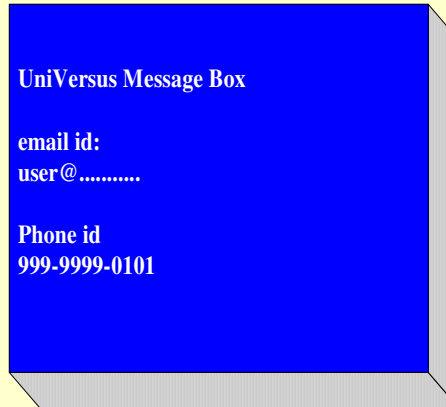 UniVersus Message Box
email id:
user@...........
Phone id
999-9999-0101